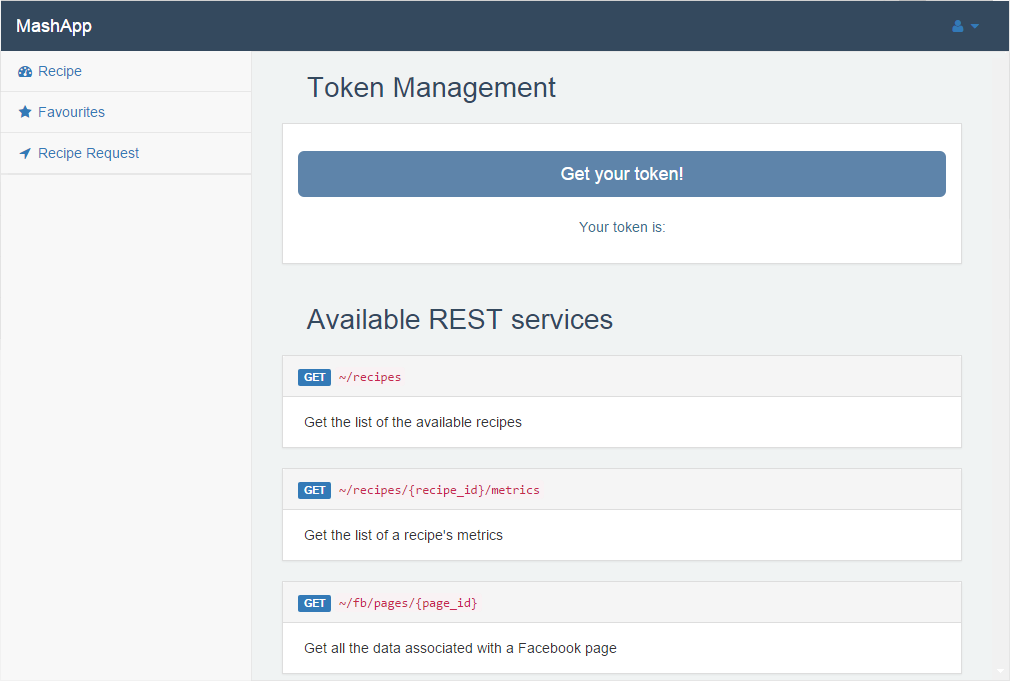 MashApp
Recipe
Favourites
Recipe Request
Token Management
Get your token!
Your token is:
Available REST services
GET ~/recipes
Get the list of the available recipes
GET ~/recipes/{recipe_id}/metrics
Get the list of a recipe's metrics
GET ~/fb/pages/{page_id}
Get all the data associated with a Facebook page